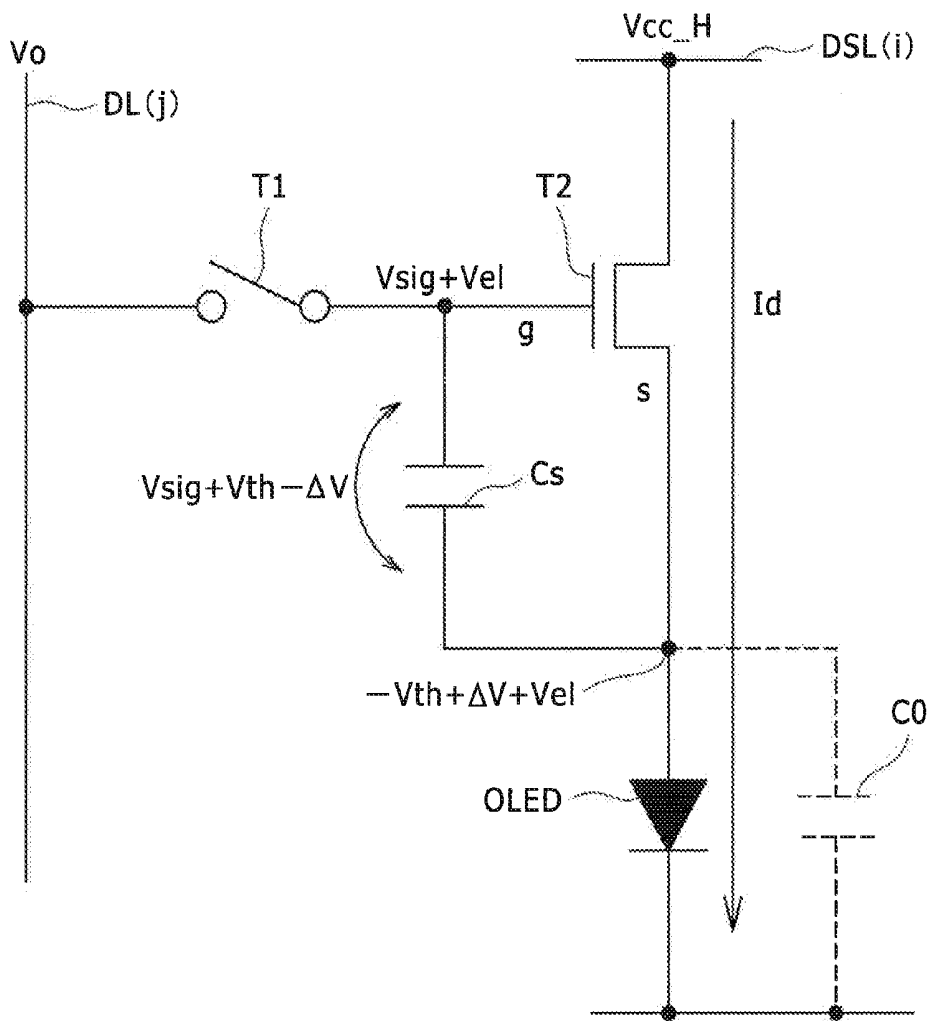 Vcc_H
DSL(i)
Vo
DL(j)
T1
T2
Vsig+Vel
g
Id
s
Vsig+Vth−ΔV
Cs
−Vth+ΔV+Vel
C0
OLED